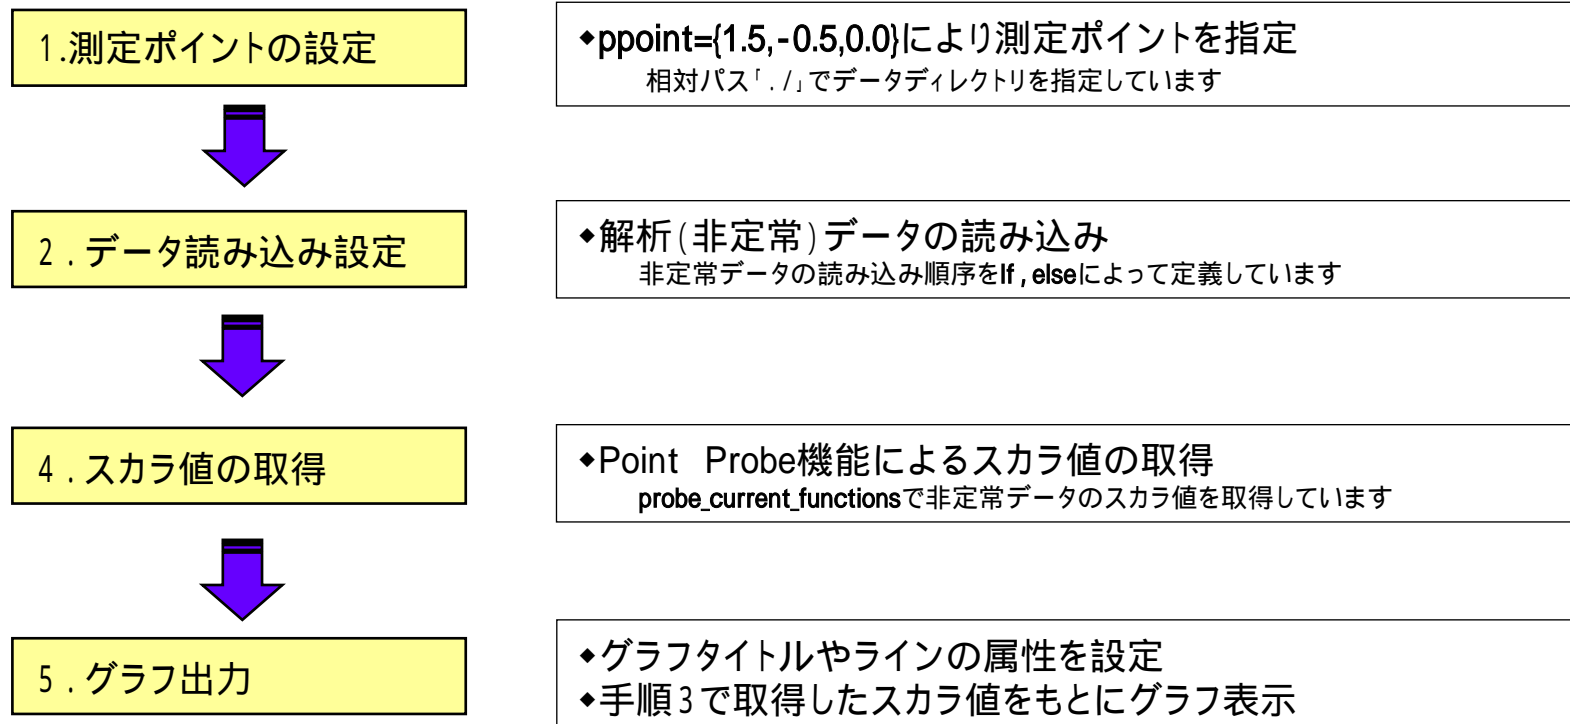 1.測定ポイントの設定
◆ppoint={1.5,-0.5,0.0}により測定ポイントを指定
相対パス「./」でデータディレクトリを指定しています
2.データ読み込み設定
◆解析(非定常)データの読み込み
非定常データの読み込み順序をIf,elseによって定義しています
4.スカラ値の取得
◆Point Probe機能によるスカラ値の取得
probe_current_functionsで非定常データのスカラ値を取得しています
5.グラフ出力
◆グラフタイトルやラインの属性を設定
◆手順3で取得したスカラ値をもとにグラフ表示